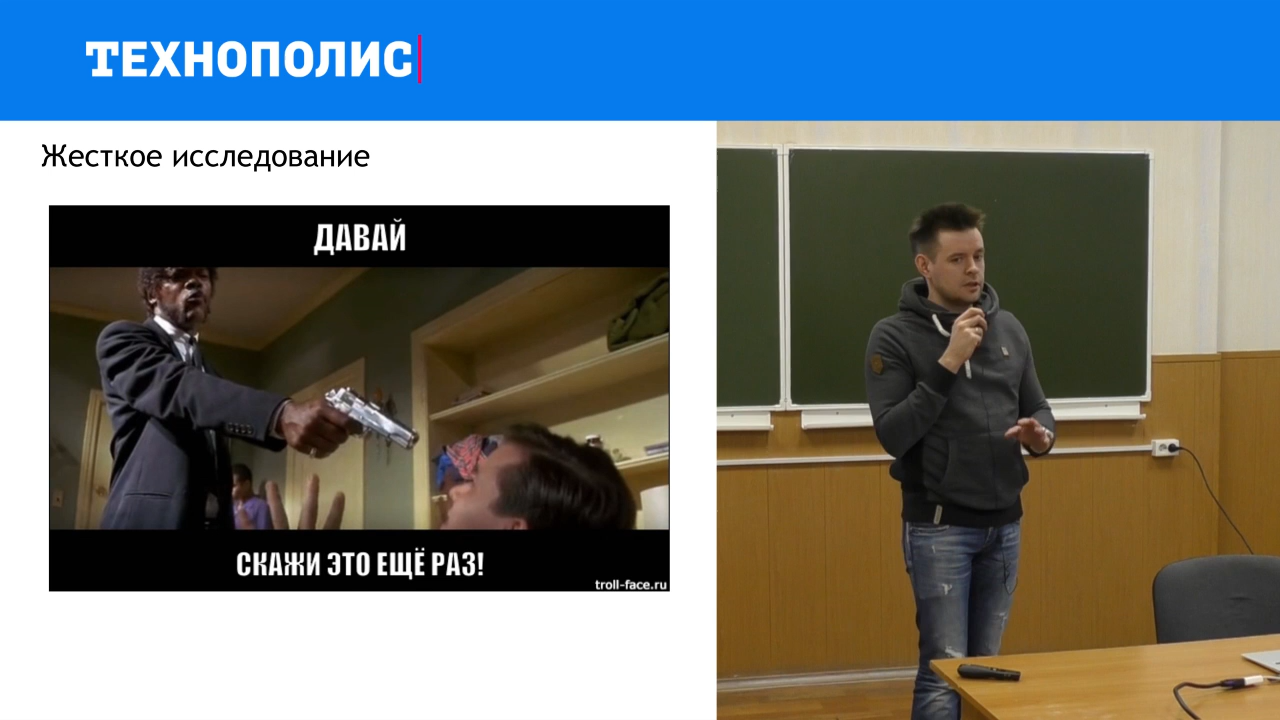 ТЕХНОПОЛИС
Жесткое исследование
ДАВАЙ
СКАЖИ ЭТО ЕЩЁ РАЗ!
troll-face.ru